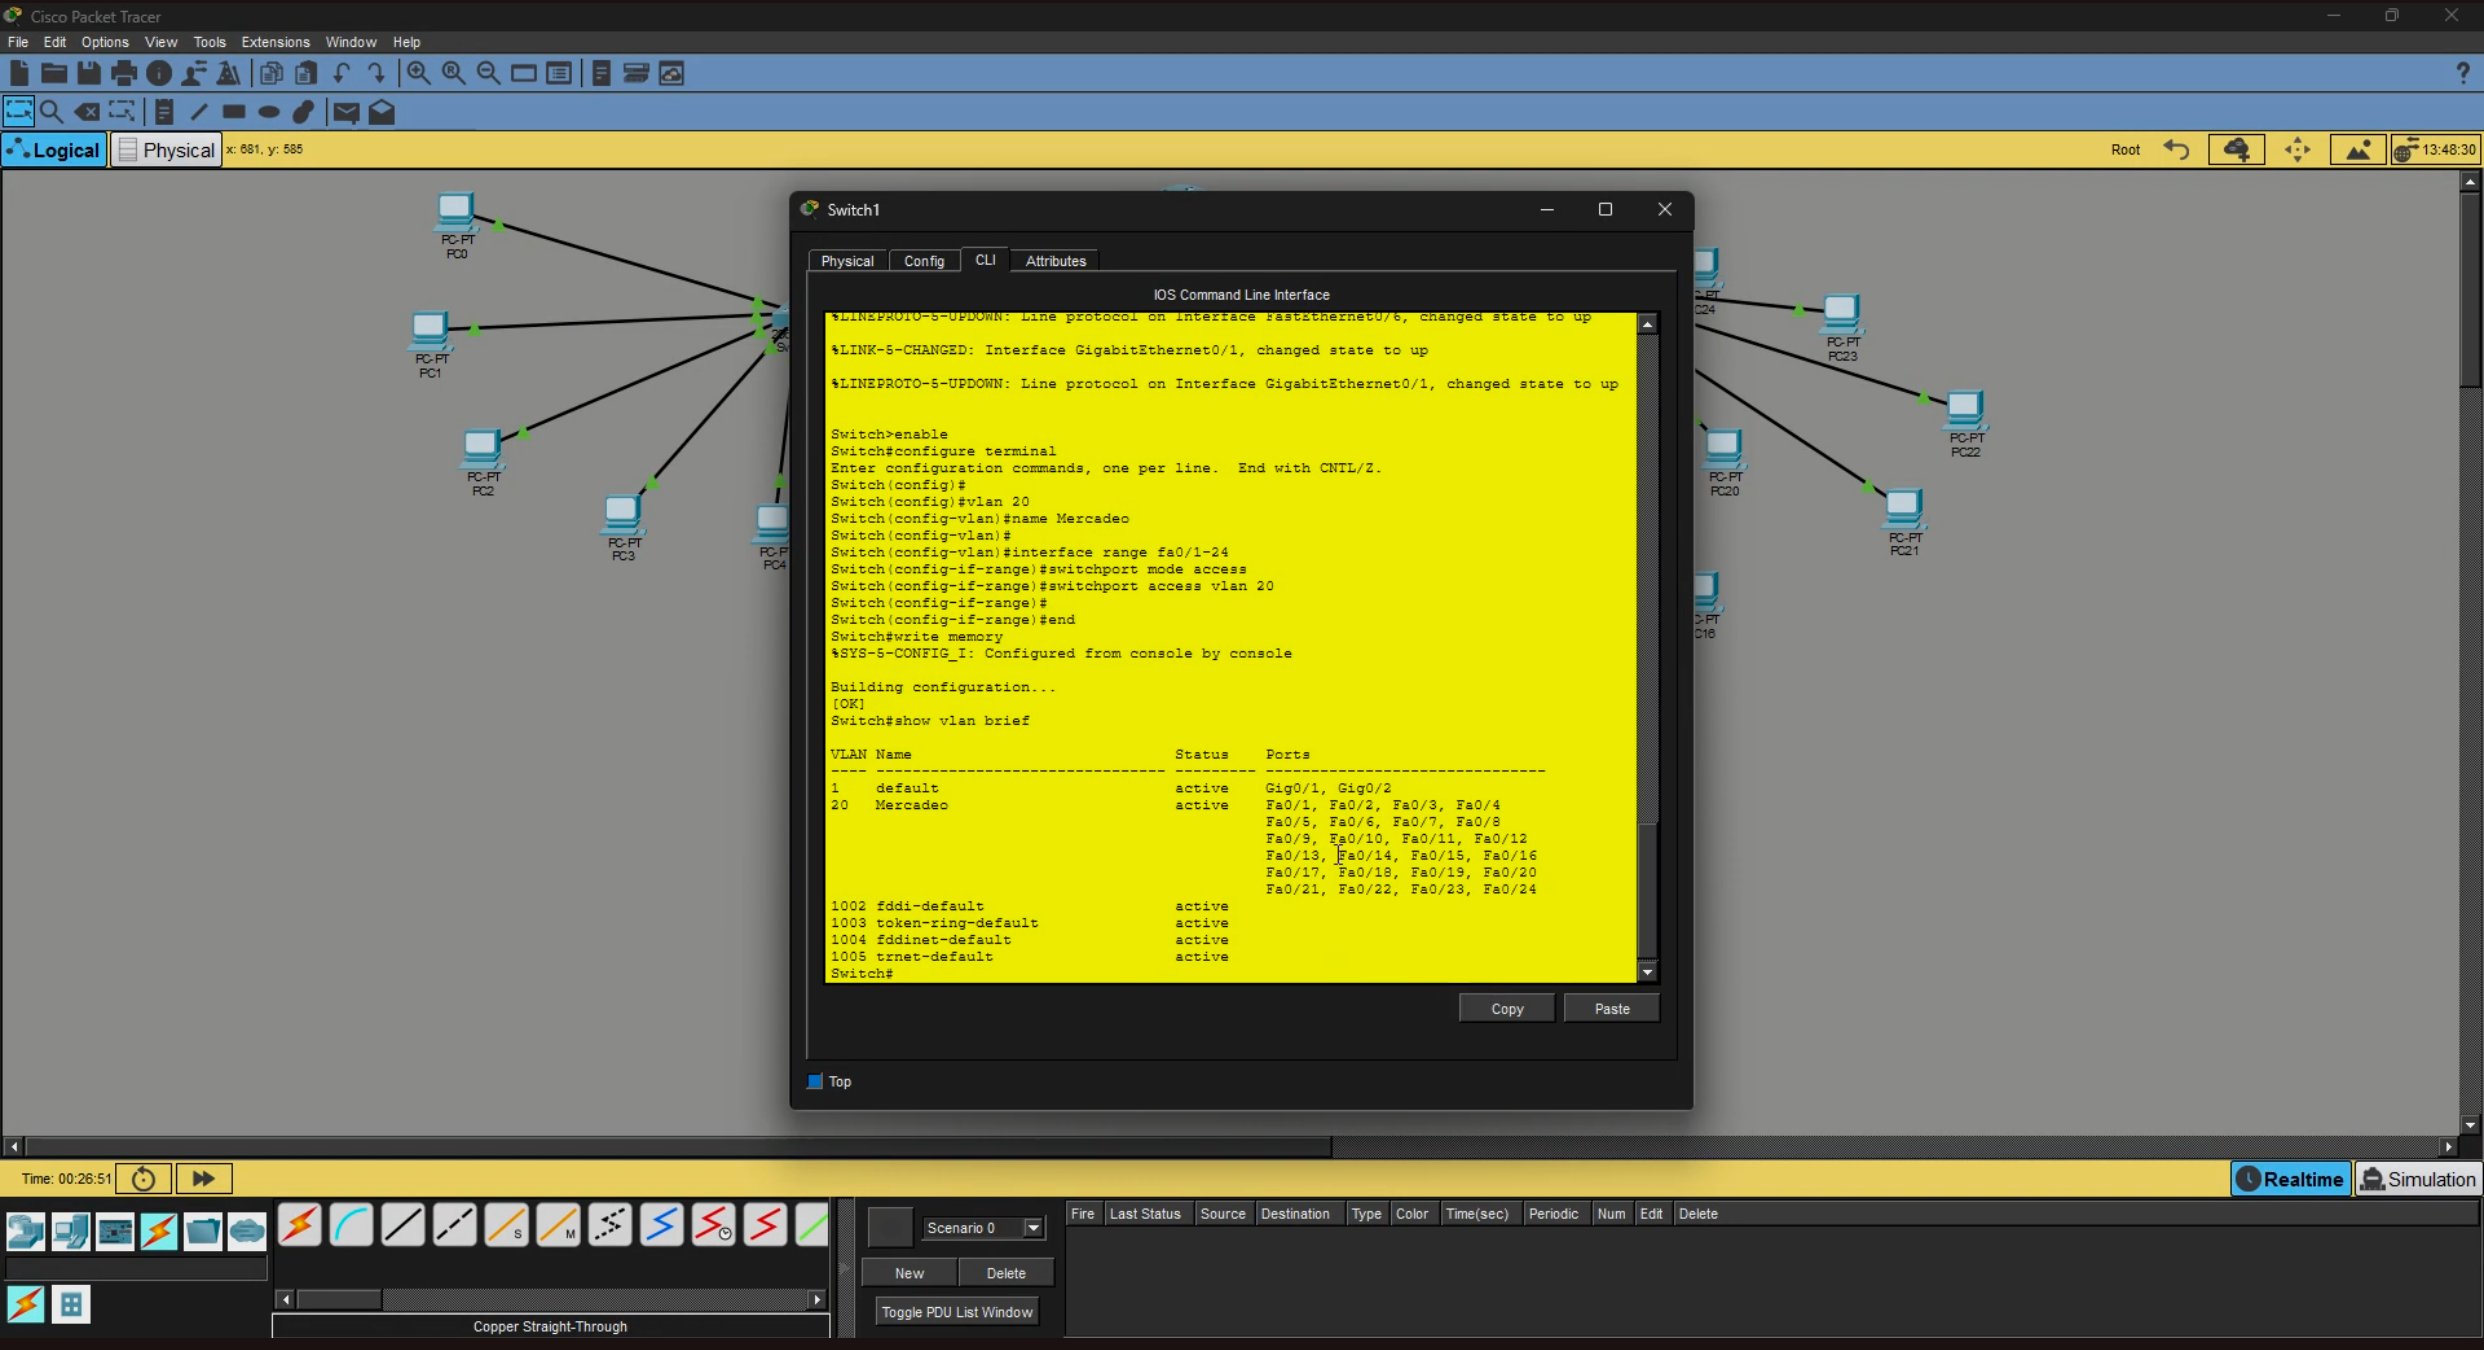 Cisco Packet Tracer
File Edit Options View Tools Extensions Window Help
Logical Physical x: 681, y: 585 Root 13:48:30
PC-PT
PC0
PC-PT
PC1
PC-PT
PC2
PC-PT
PC3
PC4
Switch1
Physical Config CLI Attributes
IOS Command Line Interface
%LINEPROTO-5-UPDOWN: Line protocol on Interface FastEthernet0/6, changed state to up
%LINK-5-CHANGED: Interface GigabitEthernet0/1, changed state to up
%LINEPROTO-5-UPDOWN: Line protocol on Interface GigabitEthernet0/1, changed state to up
Switch>enable
Switch#configure terminal
Enter configuration commands, one per line. End with CNTL/Z.
Switch(config)#
Switch(config)#vlan 20
Switch(config-vlan)#name Mercadeo
Switch(config-vlan)#
Switch(config-vlan)#interface range fa0/1-24
Switch(config-if-range)#switchport mode access
Switch(config-if-range)#switchport access vlan 20
Switch(config-if-range)#
Switch(config-if-range)#end
Switch#write memory
%SYS-5-CONFIG_I: Configured from console by console
Building configuration...
[OK]
Switch#show vlan brief
VLAN Name Status Ports
---- -------------------------------- --------- -------------------------------
1 default active Gig0/1, Gig0/2
20 Mercadeo active Fa0/1, Fa0/2, Fa0/3, Fa0/4
Fa0/5, Fa0/6, Fa0/7, Fa0/8
Fa0/9, Fa0/10, Fa0/11, Fa0/12
Fa0/13, Fa0/14, Fa0/15, Fa0/16
Fa0/17, Fa0/18, Fa0/19, Fa0/20
Fa0/21, Fa0/22, Fa0/23, Fa0/24
1002 fddi-default active
1003 token-ring-default active
1004 fddinet-default active
1005 trnet-default active
Switch#
Copy Paste
Top
PC-PT
PC23
PC-PT
PC22
PC-PT
PC20
PC-PT
PC21
Time: 00:26:51 Realtime Simulation
S M
Copper Straight-Through
Scenario 0
New Delete
Toggle PDU List Window
Fire Last Status Source Destination Type Color Time(sec) Periodic Num Edit Delete